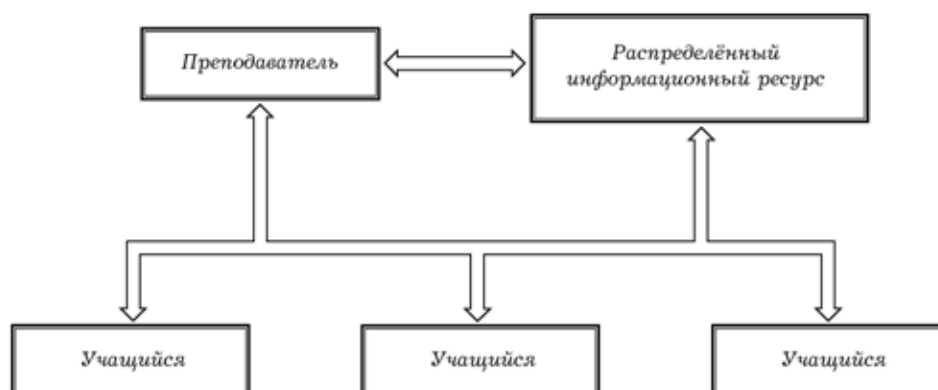 Преподаватель
Распределённый
информационный ресурс
Учащийся
Учащийся
Учащийся